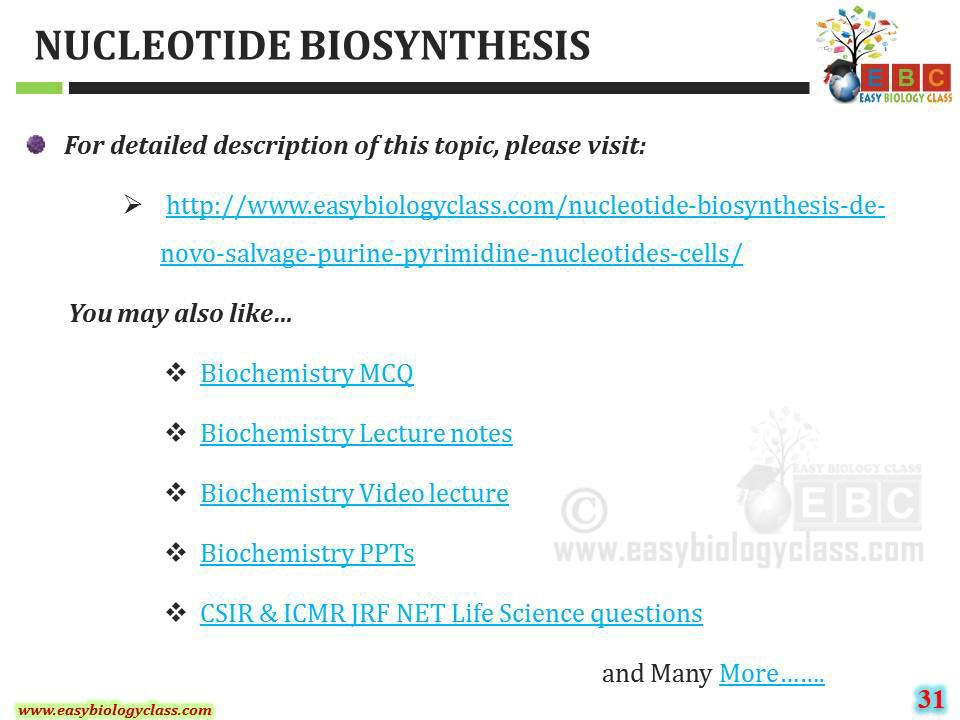 NUCLEOTIDE BIOSYNTHESIS
E B C
EASY BIOLOGY CLASS
For detailed description of this topic, please visit:
http://www.easybiologyclass.com/nucleotide-biosynthesis-de-
novo-salvage-purine-pyrimidine-nucleotides-cells/
You may also like…
Biochemistry MCQ
Biochemistry Lecture notes
Biochemistry Video lecture
Biochemistry PPTs
CSIR & ICMR JRF NET Life Science questions
EASY BIOLOGY CLASS
© EBC
www.easybiologyclass.com
and Many More…….
www.easybiologyclass.com
31